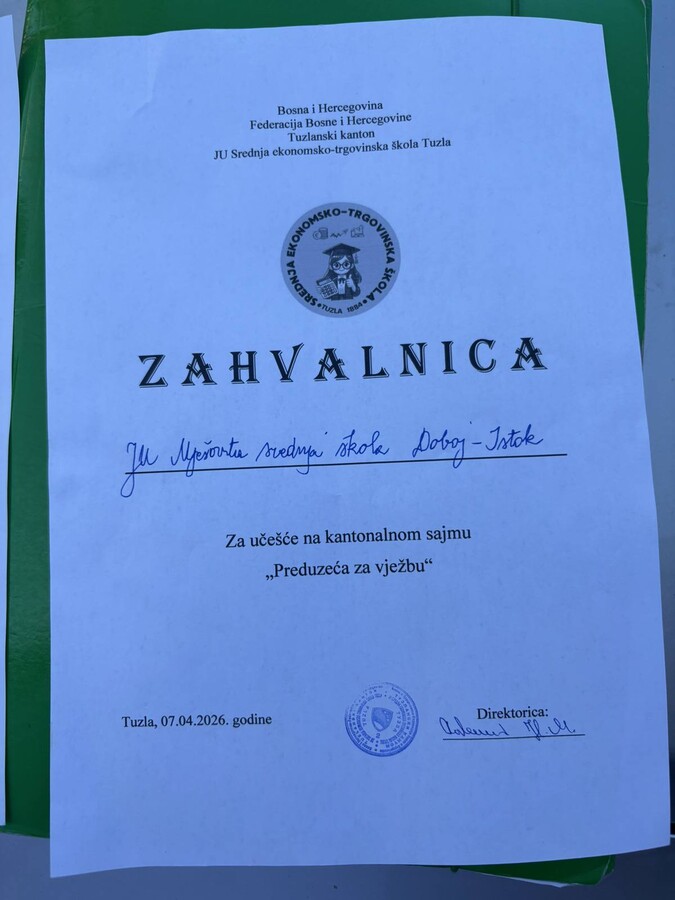 Bosna i Hercegovina
Federacija Bosne i Hercegovine
Tuzlanski kanton
JU Srednja ekonomsko-trgovinska škola Tuzla
SREDNJA EKONOMSKO-TRGOVINSKA ŠKOLA
TUZLA 1884
ZAHVALNICA
JU Mješovita srednja škola Doboj-Istok
Za učešće na kantonalnom sajmu
„Preduzeća za vježbu“
Tuzla, 07.04.2026. godine
Direktorica: